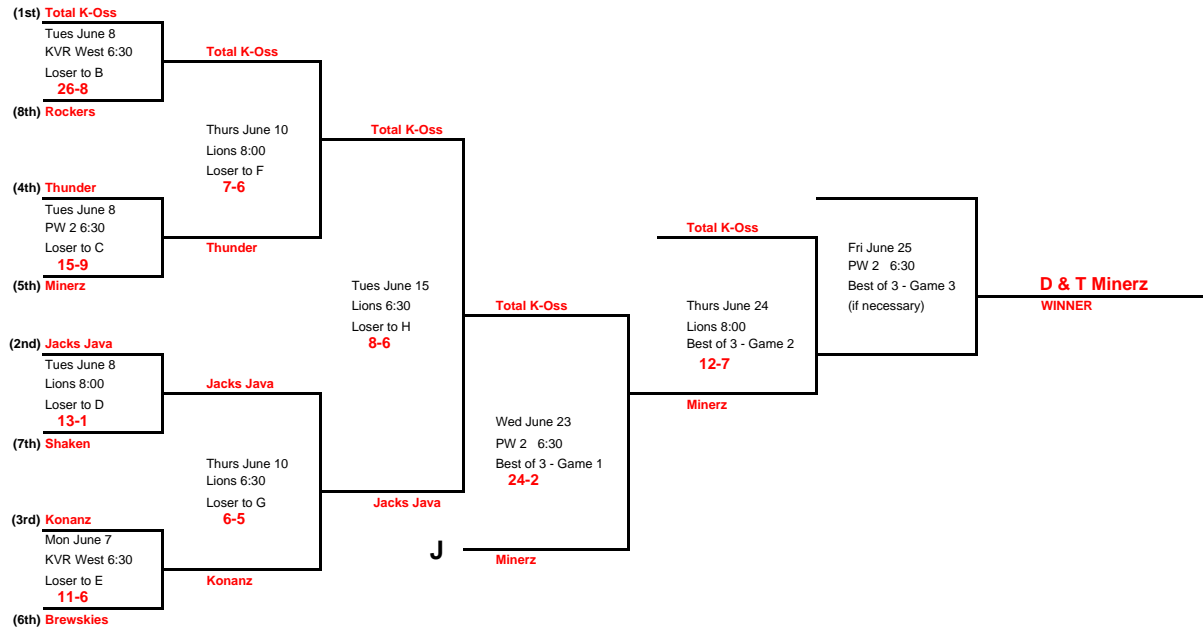 (1st) Total K-Oss
Tues June 8
KVR West 6:30
Loser to B
26-8
(8th) Rockers
Total K-Oss
Thurs June 10
Lions 8:00
Loser to F
7-6
(4th) Thunder
Tues June 8
PW 2 6:30
Loser to C
15-9
(5th) Minerz
Thunder
Total K-Oss
Tues June 15
Lions 6:30
Loser to H
8-6
(2nd) Jacks Java
Tues June 8
Lions 8:00
Loser to D
13-1
(7th) Shaken
Jacks Java
Thurs June 10
Lions 6:30
Loser to G
6-5
(3rd) Konanz
Mon June 7
KVR West 6:30
Loser to E
11-6
(6th) Brewskies
Konanz
Jacks Java
Total K-Oss
Wed June 23
PW 2 6:30
Best of 3 - Game 1
24-2
J
Minerz
Total K-Oss
Thurs June 24
Lions 8:00
Best of 3 - Game 2
12-7
Minerz
Fri June 25
PW 2 6:30
Best of 3 - Game 3
(if necessary)
D & T Minerz
WINNER